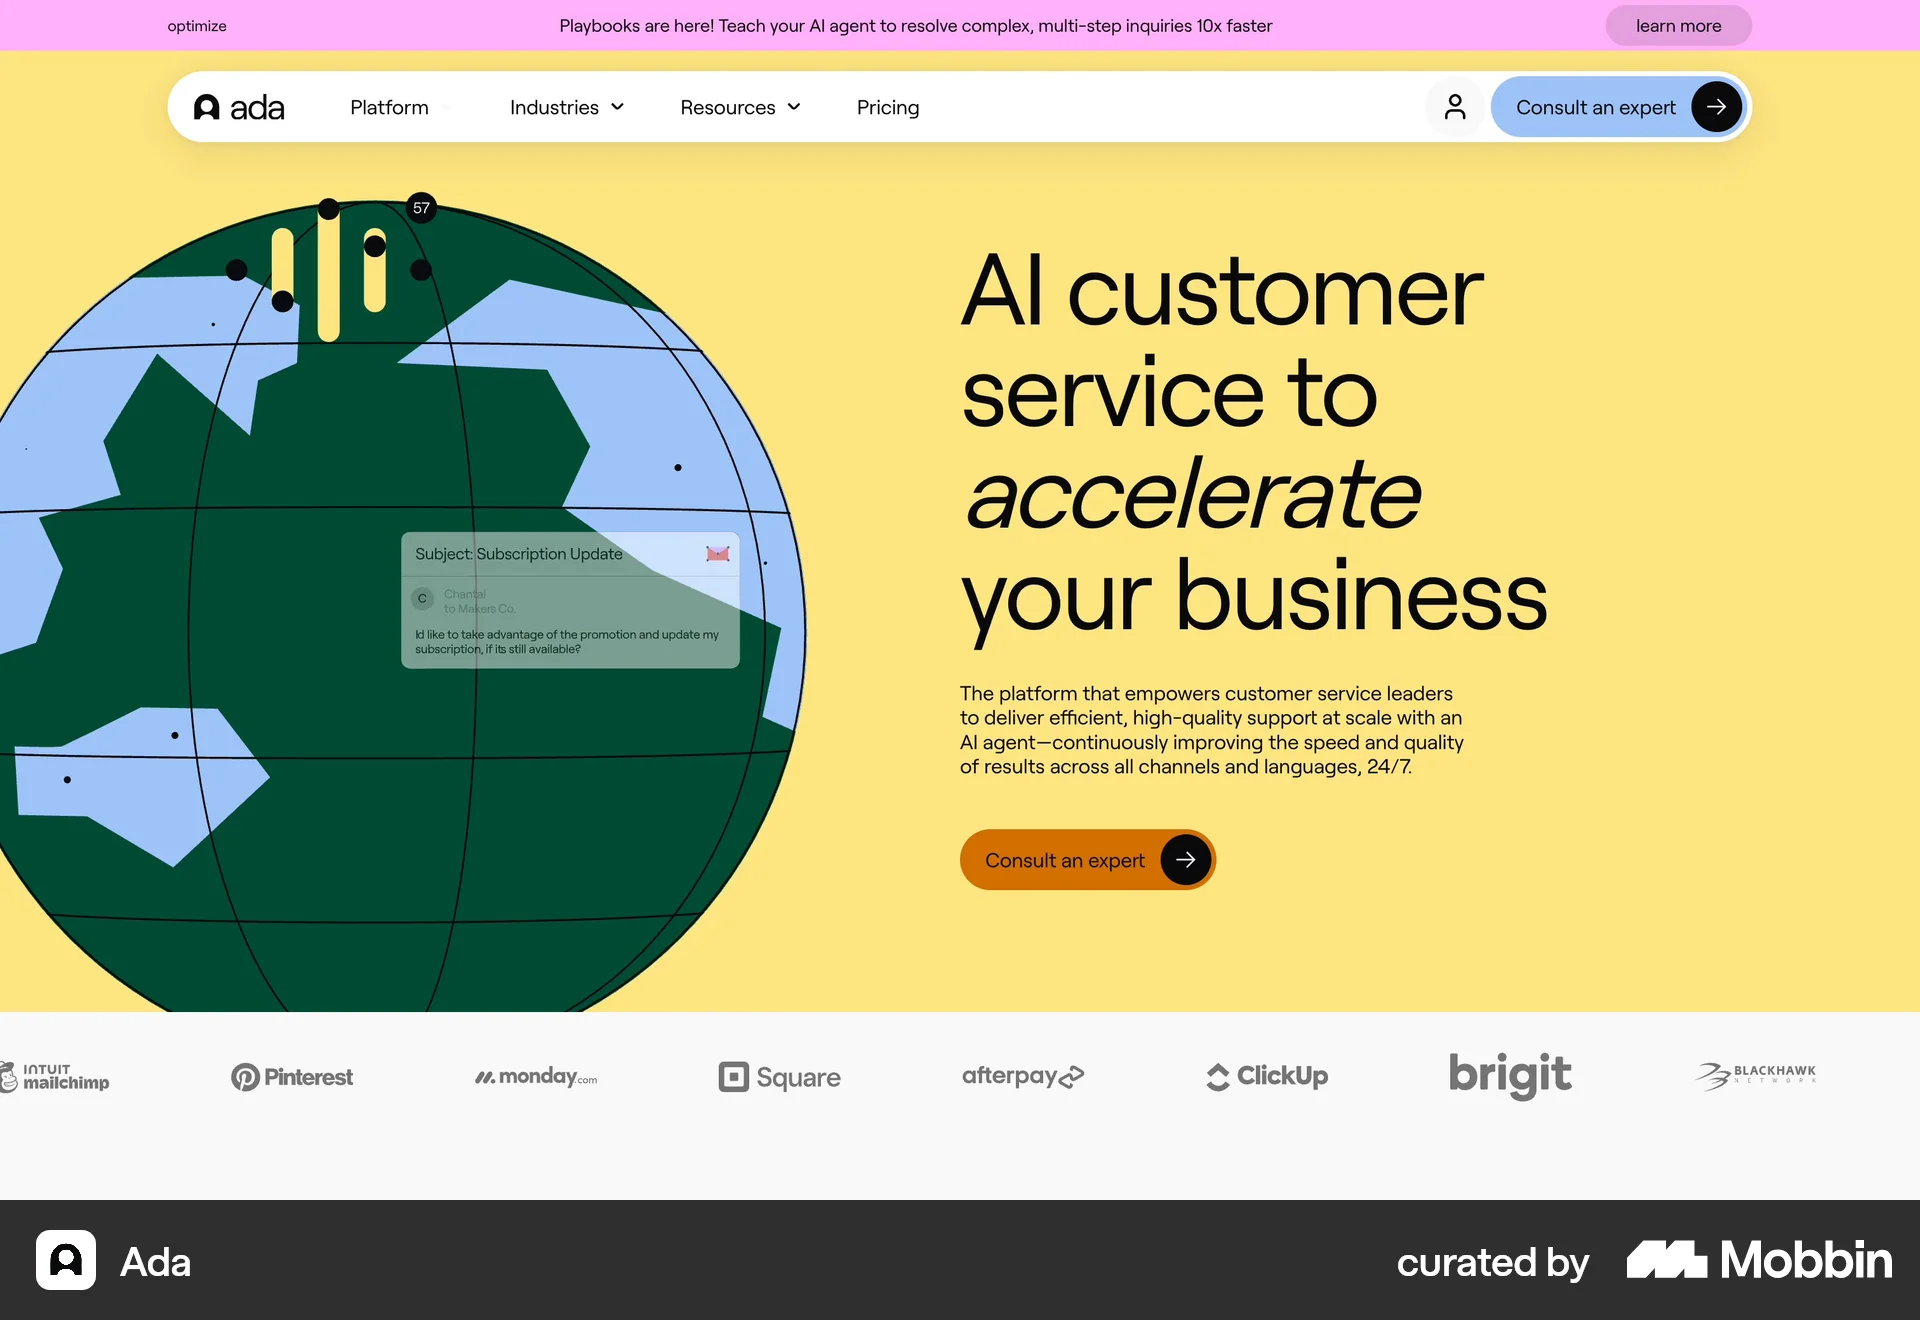 optimize
Playbooks are here! Teach your AI agent to resolve complex, multi-step inquiries 10x faster
learn more
ada
Platform
Industries
Resources
Pricing
Consult an expert
57
AI customer
service to
accelerate
your business
Subject: Subscription Update
C
Chantal
to Makers Co.
Id like to take advantage of the promotion and update my
subscription, if its still available?
The platform that empowers customer service leaders
to deliver efficient, high-quality support at scale with an
AI agent—continuously improving the speed and quality
of results across all channels and languages, 24/7.
Consult an expert
INTUIT
mailchimp
Pinterest
monday.com
Square
afterpay
ClickUp
brigit
BLACKHAWK
NETWORK
Ada
curated by
Mobbin